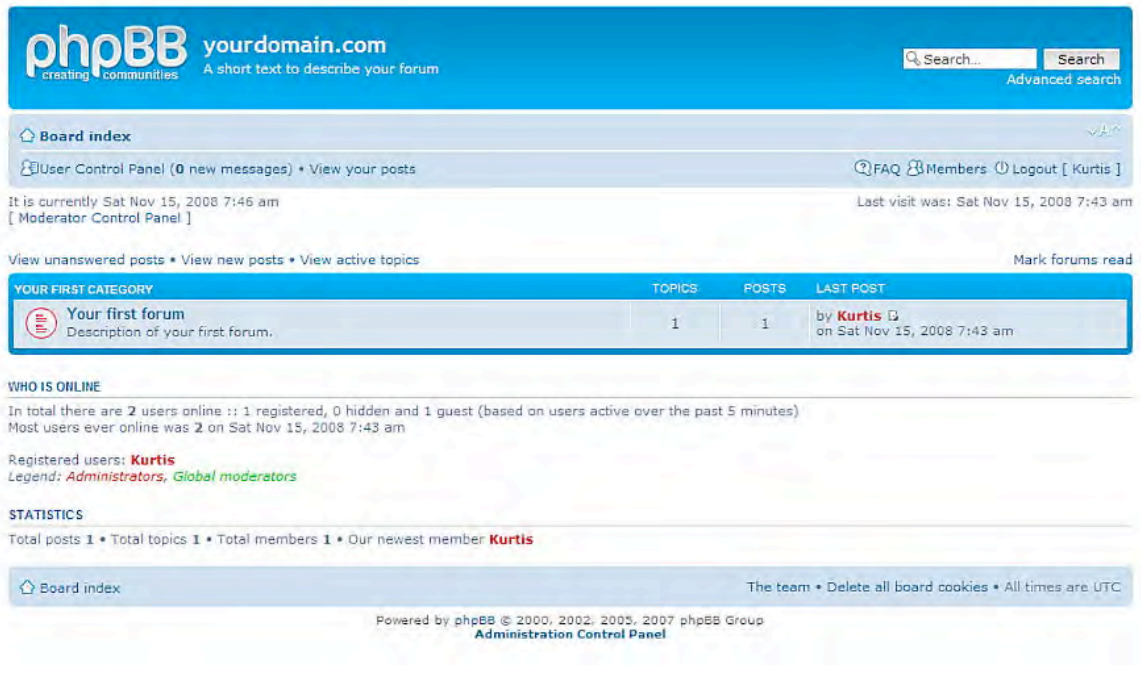 phpBB
creating communities
yourdomain.com
A short text to describe your forum
Search...
Search
Advanced search
Board index
A
User Control Panel (0 new messages) • View your posts
FAQ Members Logout [ Kurtis ]
It is currently Sat Nov 15, 2008 7:46 am
Last visit was: Sat Nov 15, 2008 7:43 am
[ Moderator Control Panel ]
View unanswered posts • View new posts • View active topics
Mark forums read
YOUR FIRST CATEGORY TOPICS POSTS LAST POST
Your first forum
Description of your first forum.
1 1
by Kurtis
on Sat Nov 15, 2008 7:43 am
WHO IS ONLINE
In total there are 2 users online :: 1 registered, 0 hidden and 1 guest (based on users active over the past 5 minutes)
Most users ever online was 2 on Sat Nov 15, 2008 7:43 am
Registered users: Kurtis
Legend: Administrators, Global moderators
STATISTICS
Total posts 1 • Total topics 1 • Total members 1 • Our newest member Kurtis
Board index
The team • Delete all board cookies • All times are UTC
Powered by phpBB © 2000, 2002, 2005, 2007 phpBB Group
Administration Control Panel